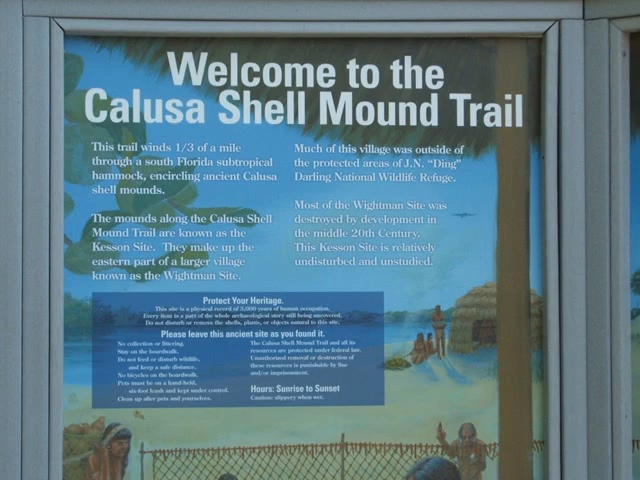 Welcome to the
Calusa Shell Mound Trail
This trail winds 1/3 of a mile
through a south Florida subtropical
hammock, encircling ancient Calusa
shell mounds.
The mounds along the Calusa Shell
Mound Trail are known as the
Kesson Site. They make up the
eastern part of a larger village
known as the Wightman Site.
Much of this village was outside of
the protected areas of J.N. “Ding”
Darling National Wildlife Refuge.
Most of the Wightman Site was
destroyed by development in
the middle 20th Century.
This Kesson Site is relatively
undisturbed and unstudied.
Protect Your Heritage.
This site is a physical record of 3,000 years of human occupation.
Every item is a part of the whole archaeological story still being uncovered.
Do not disturb or remove the shells, plants, or objects natural to this site.
Please leave this ancient site as you found it.
No collection or littering.
Stay on the boardwalk.
Do not feed or disturb wildlife,
and keep a safe distance.
No bicycles on the boardwalk.
Pets must be on a hand-held,
six-foot leash and kept under control.
Clean up after pets and yourselves.
The Calusa Shell Mound Trail and all its
resources are protected under federal law.
Unauthorized removal or destruction of
these resources is punishable by fine
and/or imprisonment.
Hours: Sunrise to Sunset
Caution: slippery when wet.